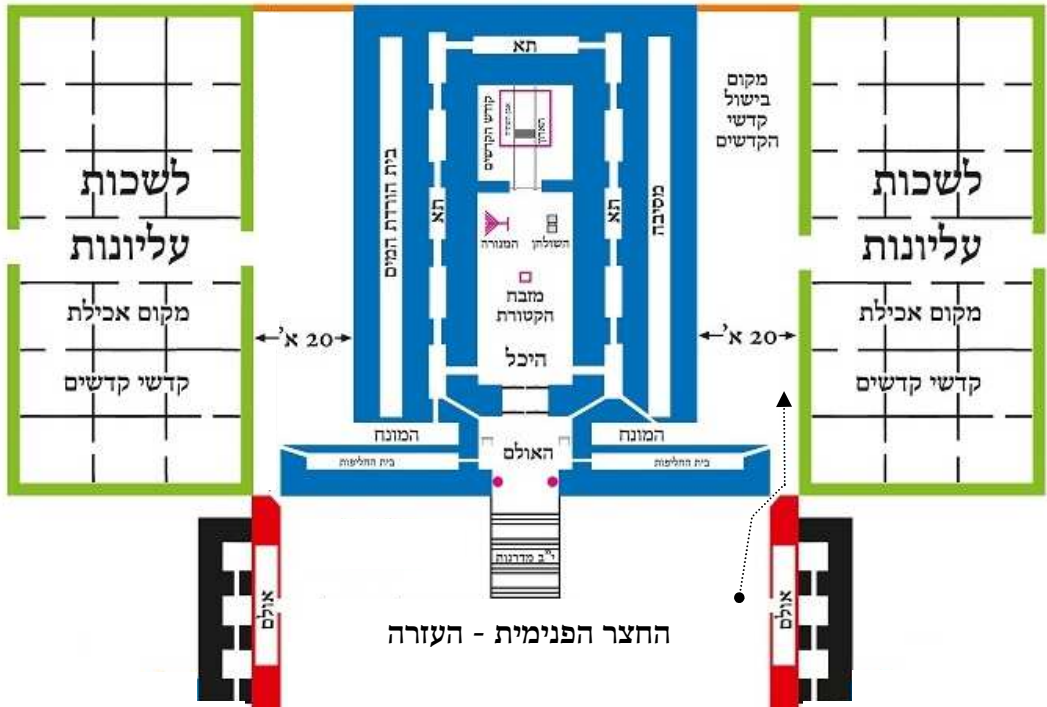 תא
מקום
בישול
קדשי
הקדשים
לשכות
עליונות
מקום אכילת
קדשי קדשים
20 א'
מסיבה
תא
קודש הקדשים
הארון
השולחן
המנורה
מזבח
הקטורת
היכל
תא
בית הורדת המים
20 א'
לשכות
עליונות
מקום אכילת
קדשי קדשים
המונח
האולם
המונח
בית החליפות
בית החליפות
י"ב מדרגות
אולם
אולם
החצר הפנימית - העזרה